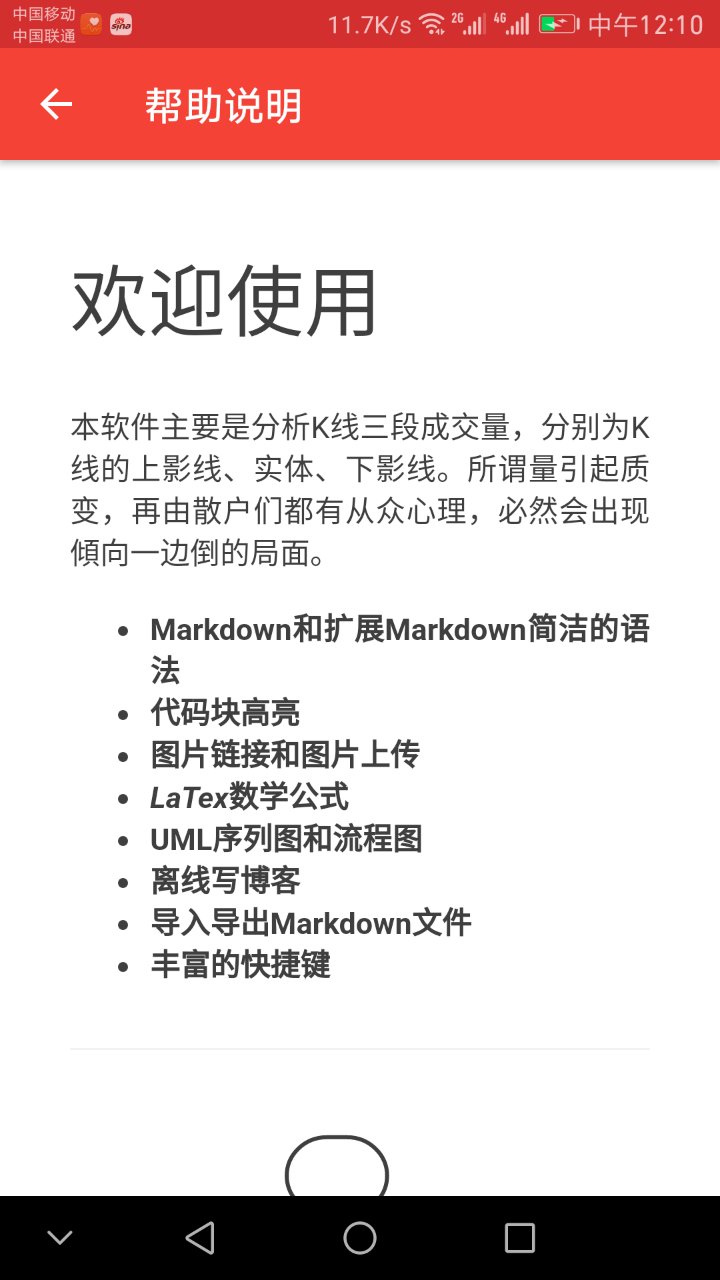 中国移动
中国联通
sina
11.7K/s 2G 4G 中午12:10
帮助说明
欢迎使用
本软件主要是分析K线三段成交量，分别为K
线的上影线、实体、下影线。所谓量引起质
变，再由散户们都有从众心理，必然会出现
傾向一边倒的局面。
Markdown和扩展Markdown简洁的语
法
代码块高亮
图片链接和图片上传
LaTex数学公式
UML序列图和流程图
离线写博客
导入导出Markdown文件
丰富的快捷键